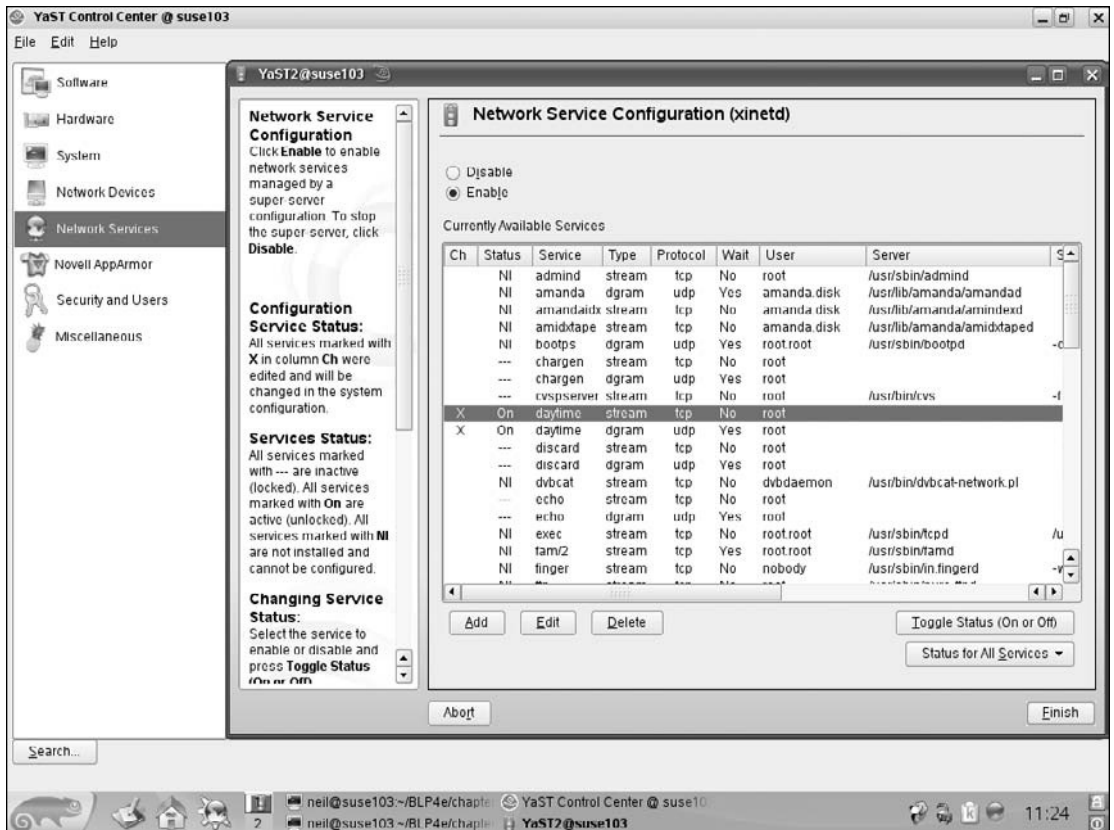 YaST Control Center @ suse103
File Edit Help
Software
Hardware
System
Network Devices
Network Services
Novell AppArmor
Security and Users
Miscellaneous
Search...
YaST2@suse103
Network Service
Configuration
Click Enable to enable
network services
managed by a
super-server
configuration. To stop
the super-server, click
Disable.
Configuration
Service Status:
All services marked with
X in column Ch were
edited and will be
changed in the system
configuration.
Services Status:
All services marked
with --- are inactive
(locked). All services
marked with On are
active (unlocked). All
services marked with NI
are not installed and
cannot be configured.
Changing Service
Status:
Select the service to
enable or disable and
press Toggle Status
(On or Off)
Network Service Configuration (xinetd)
Disable
Enable
Currently Available Services
Ch Status Service Type Protocol Wait User Server S
NI admind stream tcp No root /usr/sbin/admind
NI amanda dgram udp Yes amanda.disk /usr/lib/amanda/amandad
NI amandaidx stream tcp No amanda.disk /usr/lib/amanda/amindexd
NI amidxtape stream tcp No amanda.disk /usr/lib/amanda/amidxtaped
NI bootps dgram udp Yes root.root /usr/sbin/bootpd
--- chargen stream tcp No root
--- chargen dgram udp Yes root
--- cvspserver stream tcp No root /usr/bin/cvs -f
X On daytime stream tcp No root
X On daytime dgram udp Yes root
--- discard stream tcp No root
--- discard dgram udp Yes root
NI dvbcat stream tcp No dvbdaemon /usr/bin/dvbcat-network.pl
--- echo stream tcp No root
--- echo dgram udp Yes root
NI exec stream tcp No root.root /usr/sbin/tcpd /u
NI fam/2 stream tcp Yes root.root /usr/sbin/famd
NI finger stream tcp No nobody /usr/sbin/in.fingerd
Add Edit Delete Toggle Status (On or Off)
Status for All Services
Abort Finish
2
neil@suse103:~/BLP4e/chapte
YaST Control Center @ suse10
neil@suse103:~/BLP4e/chapte
YaST2@suse103
11:24